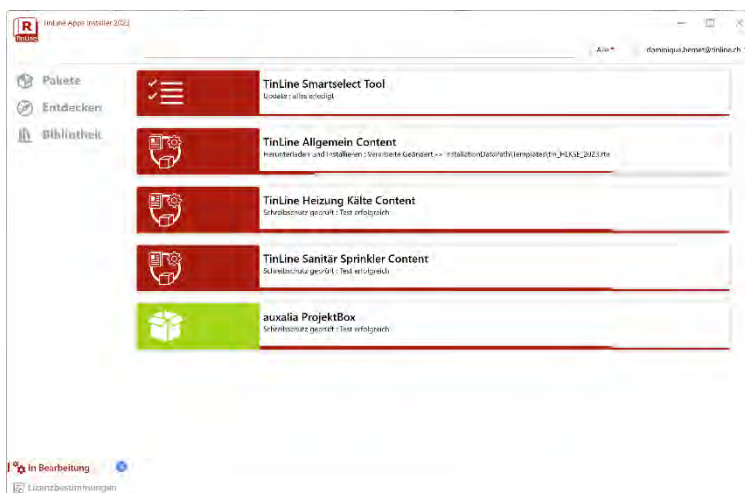 TinLine Apps Installer 2023
R
TinLine
Alle
dominique.bernet@tinline.ch
Pakete
Entdecken
Bibliothek
TinLine Smartselect Tool
Update : alles erledigt
TinLine Allgemein Content
Herunterladen und Installieren : Verarbeite Geändert >> InstallationDataPath\Templates\tin_HLKSE_2023.rte
TinLine Heizung Kälte Content
Schreibschutz geprüft : Test erfolgreich
TinLine Sanitär Sprinkler Content
Schreibschutz geprüft : Test erfolgreich
auxalia ProjektBox
Schreibschutz geprüft : Test erfolgreich
In Bearbeitung
Lizenzbestimmungen